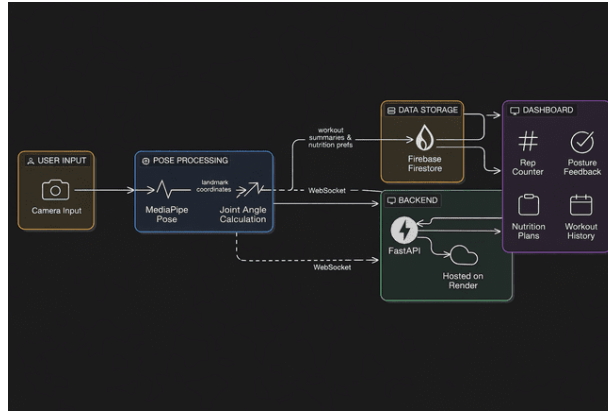 USER INPUT
Camera Input
POSE PROCESSING
MediaPipe
Pose
landmark
coordinates
Joint Angle
Calculation
workout
summaries &
nutrition prefs
WebSocket
WebSocket
DATA STORAGE
Firebase
Firestore
BACKEND
FastAPI
Hosted on
Render
DASHBOARD
Rep
Counter
Posture
Feedback
Nutrition
Plans
Workout
History